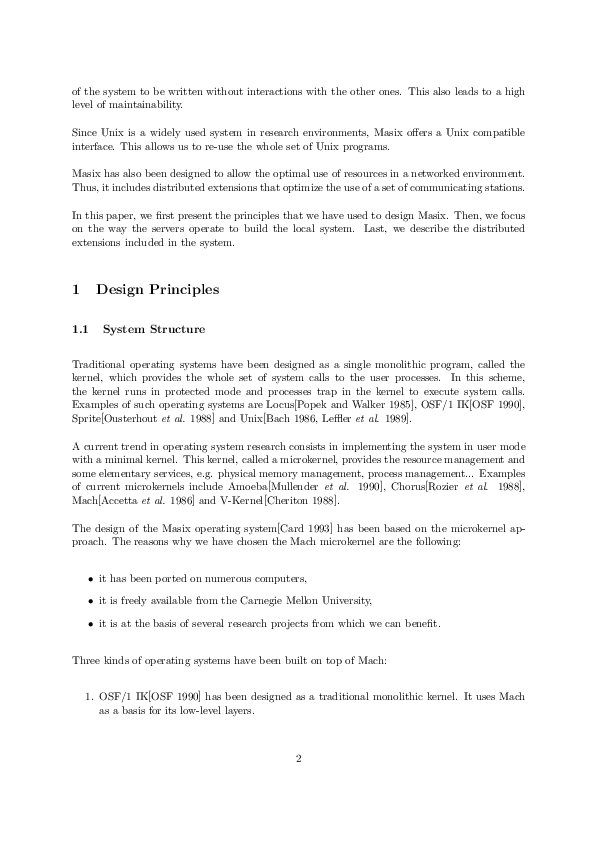 of the system to be written without interactions with the other ones. This also leads to a high
level of maintainability.
Since Unix is a widely used system in research environments, Masix offers a Unix compatible
interface. This allows us to re-use the whole set of Unix programs.
Masix has also been designed to allow the optimal use of resources in a networked environment.
Thus, it includes distributed extensions that optimize the use of a set of communicating stations.
In this paper, we first present the principles that we have used to design Masix. Then, we focus
on the way the servers operate to build the local system. Last, we describe the distributed
extensions included in the system.
1 Design Principles
1.1 System Structure
Traditional operating systems have been designed as a single monolithic program, called the
kernel, which provides the whole set of system calls to the user processes. In this scheme,
the kernel runs in protected mode and processes trap in the kernel to execute system calls.
Examples of such operating systems are Locus[Popek and Walker 1985], OSF/1 IK[OSF 1990],
Sprite[Ousterhout et al. 1988] and Unix[Bach 1986, Leffler et al. 1989].
A current trend in operating system research consists in implementing the system in user mode
with a minimal kernel. This kernel, called a microkernel, provides the resource management and
some elementary services, e.g. physical memory management, process management... Examples
of current microkernels include Amoeba[Mullender et al. 1990], Chorus[Rozier et al. 1988],
Mach[Accetta et al. 1986] and V-Kernel[Cheriton 1988].
The design of the Masix operating system[Card 1993] has been based on the microkernel ap-
proach. The reasons why we have chosen the Mach microkernel are the following:
• it has been ported on numerous computers,
• it is freely available from the Carnegie Mellon University,
• it is at the basis of several research projects from which we can benefit.
Three kinds of operating systems have been built on top of Mach:
1. OSF/1 IK[OSF 1990] has been designed as a traditional monolithic kernel. It uses Mach
as a basis for its low-level layers.
2